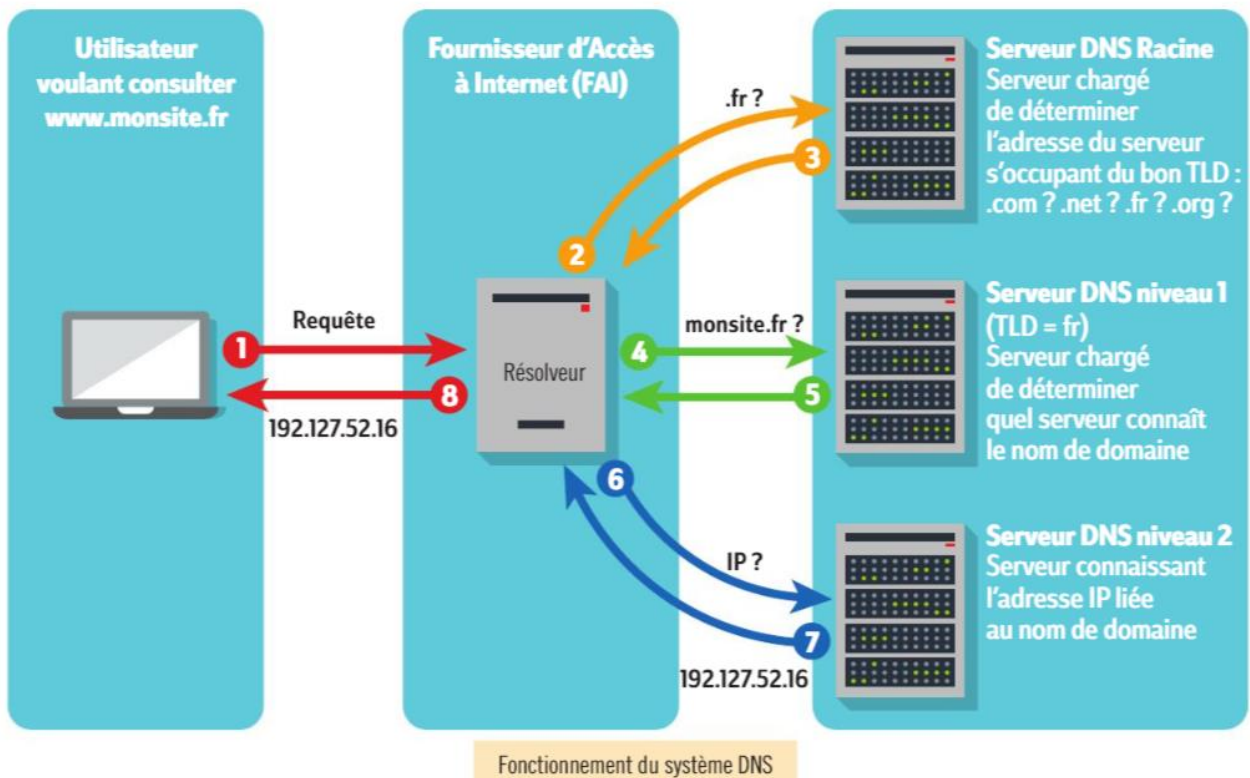 Utilisateur
voulant consulter
www.monsite.fr
Fournisseur d'Accès
à Internet (FAI)
Serveur DNS Racine
Serveur chargé
de déterminer
l'adresse du serveur
s'occupant du bon TLD :
.com ? .net ? .fr ? .org ?
.fr ?
3
2
Requête
1
8
192.127.52.16
Résolveur
monsite.fr ?
4
5
Serveur DNS niveau 1
(TLD = fr)
Serveur chargé
de déterminer
quel serveur connaît
le nom de domaine
6
IP ?
7
192.127.52.16
Serveur DNS niveau 2
Serveur connaissant
l'adresse IP liée
au nom de domaine
Fonctionnement du système DNS